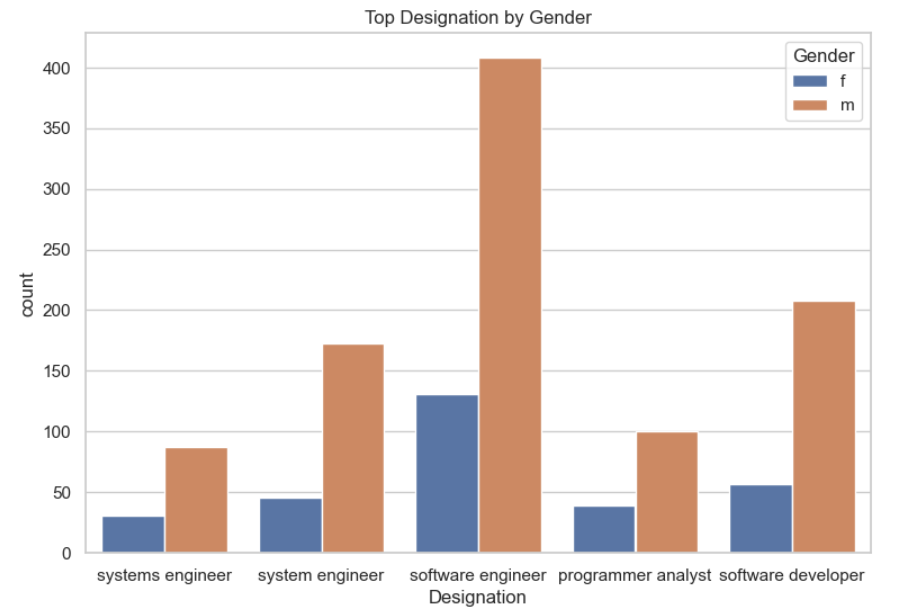 Top Designation by Gender
Gender
f
m
400
350
300
250
200
150
100
50
0
count
systems engineer
system engineer
software engineer
programmer analyst
software developer
Designation